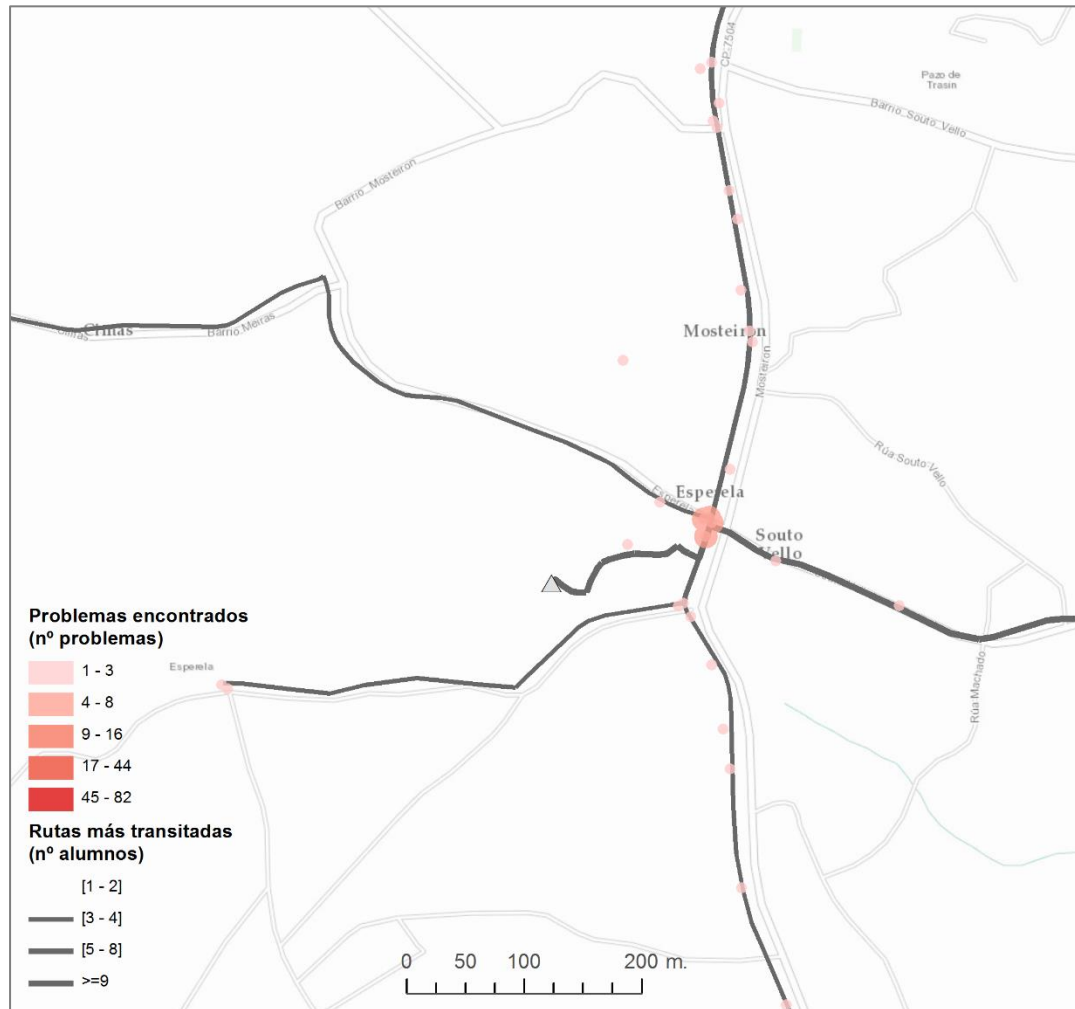 CP-7504
Pazo de
Trasin
Barrio Souto Vello
Barrio Mosteiron
Cinas
Barrio Meiras
Mosteiron
Mosteiron
Rúa Souto Vello
Esperela
Esperela
Souto
Vello
Esperela
Rúa Machado
Problemas encontrados
(nº problemas)
1 - 3
4 - 8
9 - 16
17 - 44
45 - 82
Rutas más transitadas
(nº alumnos)
[1 - 2]
[3 - 4]
[5 - 8]
>=9
0 50 100 200 m.